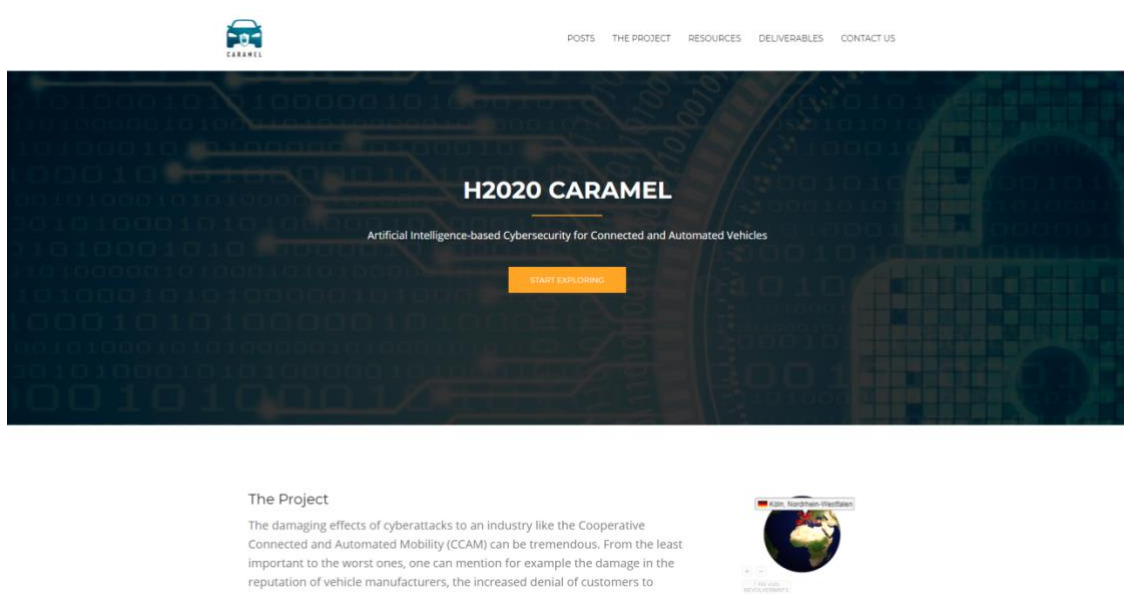 CARAMEL
POSTS THE PROJECT RESOURCES DELIVERABLES CONTACT US
H2020 CARAMEL
Artificial Intelligence-based Cybersecurity for Connected and Automated Vehicles
START EXPLORING
The Project
The damaging effects of cyberattacks to an industry like the Cooperative
Connected and Automated Mobility (CCAM) can be tremendous. From the least
important to the worst ones, one can mention for example the damage in the
reputation of vehicle manufacturers, the increased denial of customers to
Köln, Nordrhein-Westfalen
+ −
REVOLVERMAPS